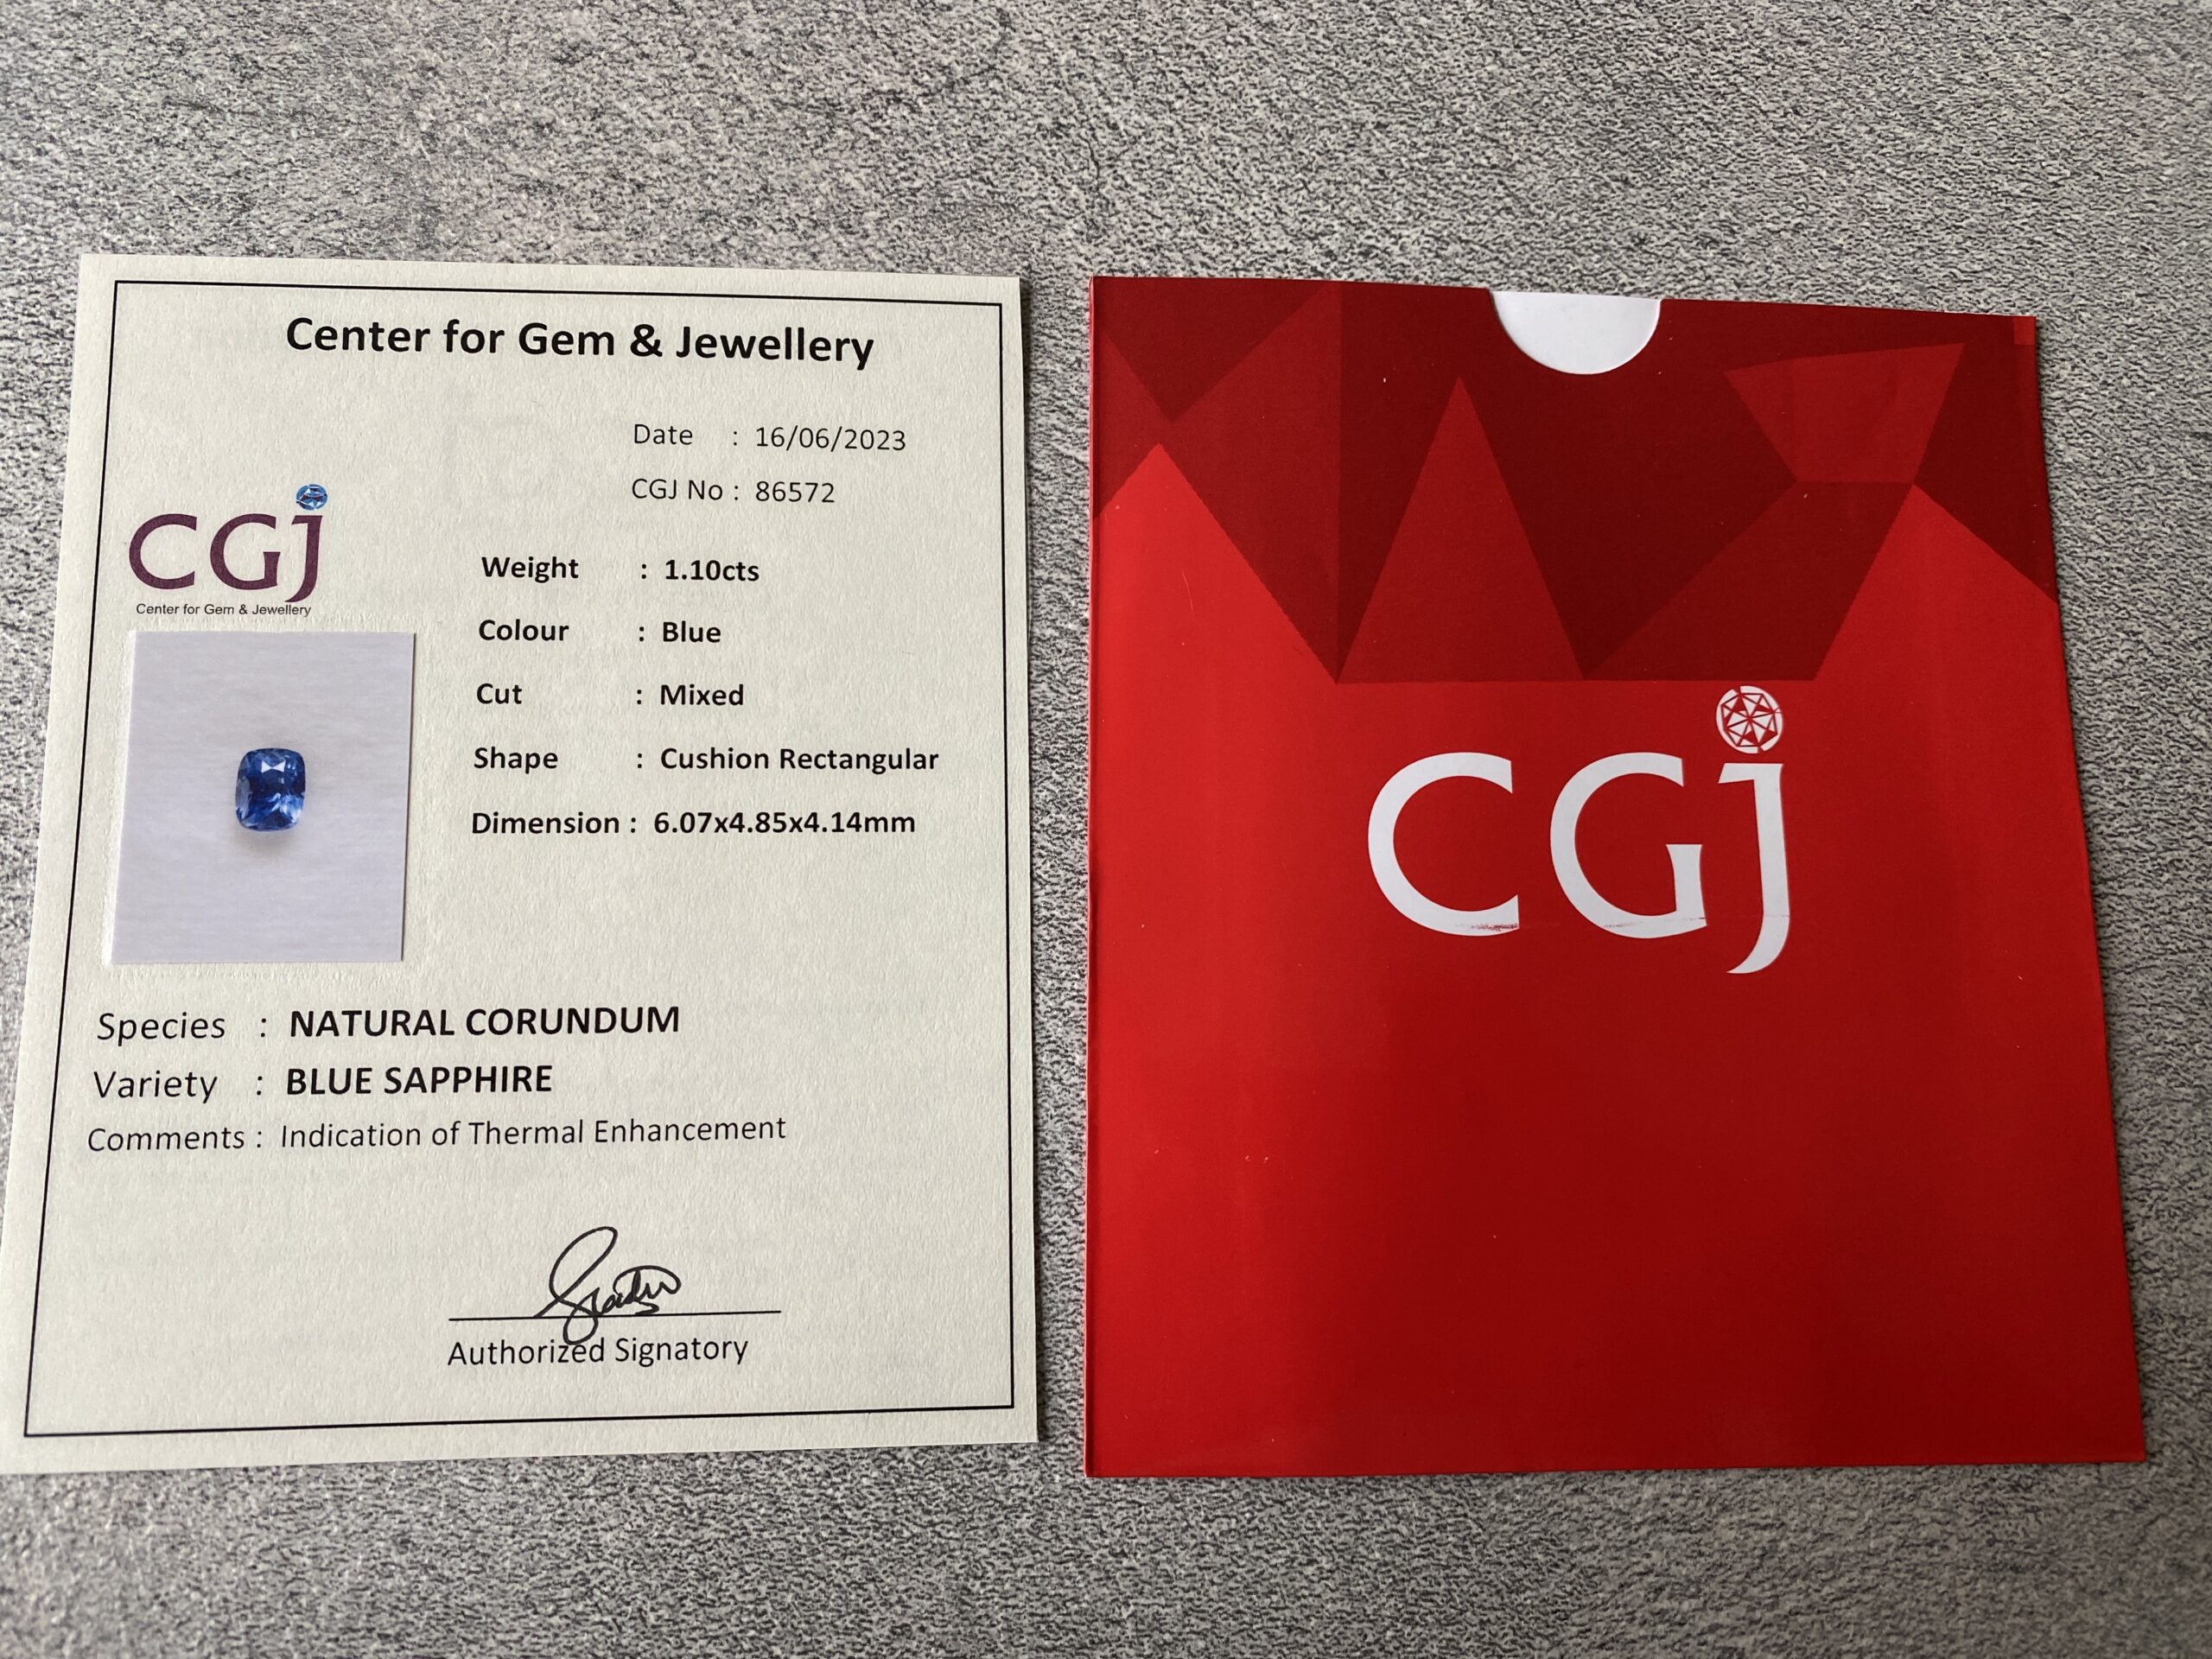 Center for Gem & Jewellery
Date : 16/06/2023
CGJ No : 86572
CGJ
Center for Gem & Jewellery
Weight : 1.10cts
Colour : Blue
Cut : Mixed
Shape : Cushion Rectangular
Dimension : 6.07x4.85x4.14mm
Species : NATURAL CORUNDUM
Variety : BLUE SAPPHIRE
Comments : Indication of Thermal Enhancement
Authorized Signatory
CGJ